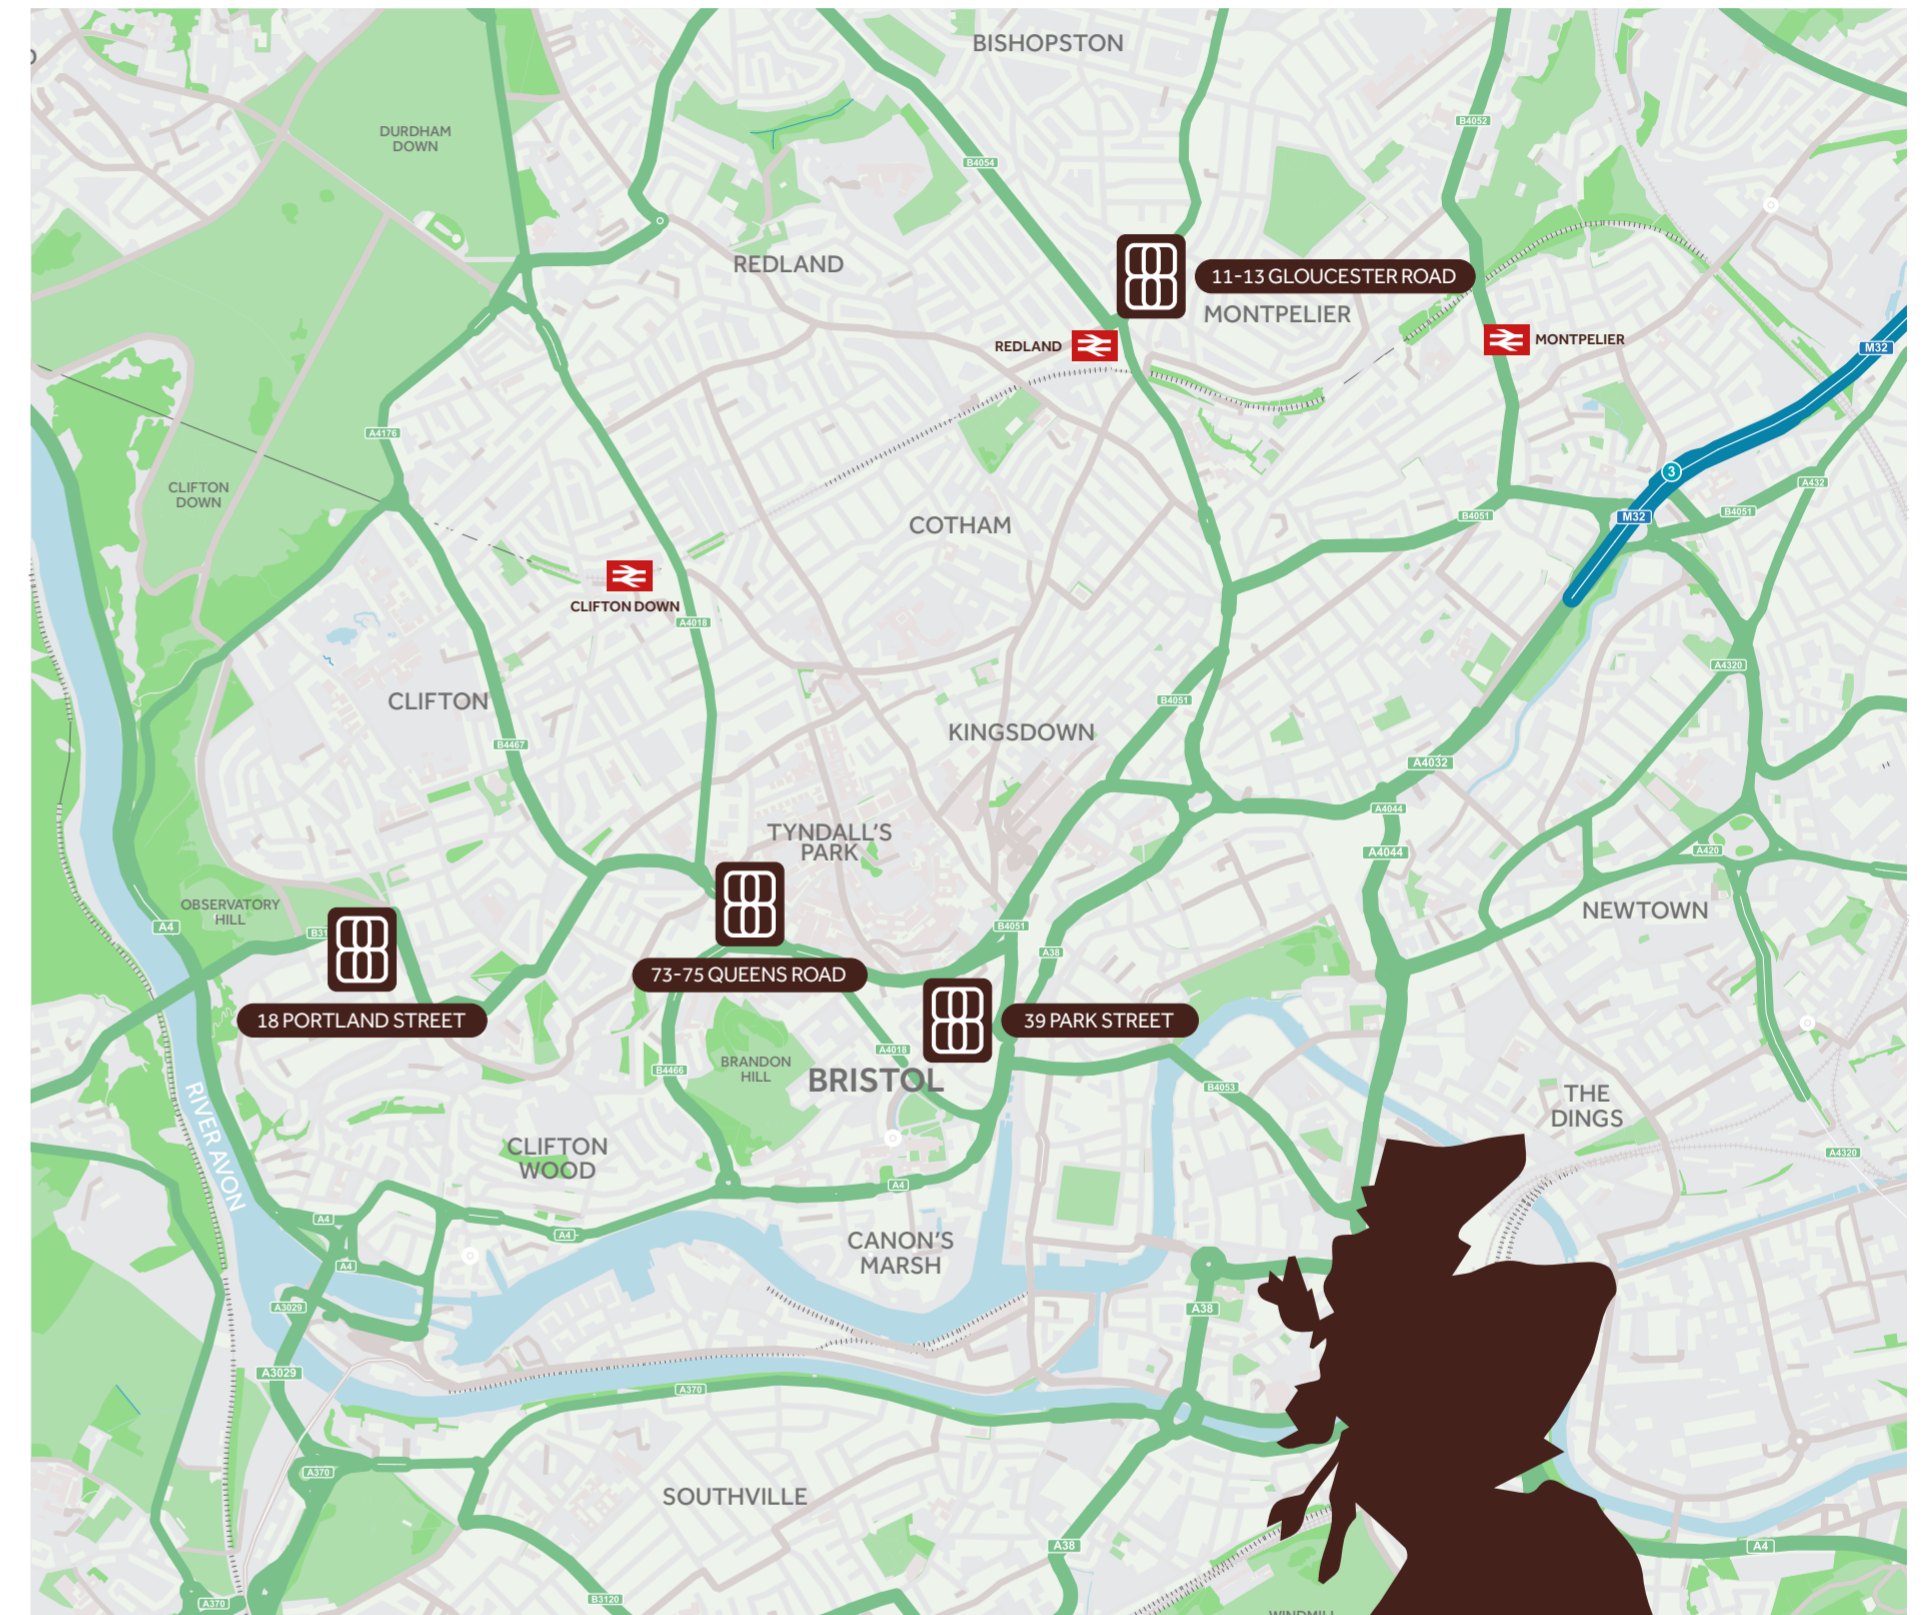 BISHOPSTON
DURDHAM
DOWN
B4052
B4054
REDLAND
11-13 GLOUCESTER ROAD
MONTPELIER
REDLAND
MONTPELIER
M32
A4176
3
CLIFTON
DOWN
A432
B4051
B4051
M32
COTHAM
CLIFTON DOWN
A4018
A4320
CLIFTON
B4051
KINGSDOWN
B4467
A4032
A4044
TYNDALL'S
PARK
A4044
A420
OBSERVATORY
HILL
NEWTOWN
A4
B31
B4051
A38
73-75 QUEENS ROAD
18 PORTLAND STREET
39 PARK STREET
A4018
BRANDON
HILL
B4466
BRISTOL
B4053
THE
DINGS
RIVER AVON
CLIFTON
WOOD
A4320
A4
A4
A4
CANON'S
MARSH
A4
A3029
A38
A3029
A370
A370
SOUTHVILLE
A38
A4
B3120
A370